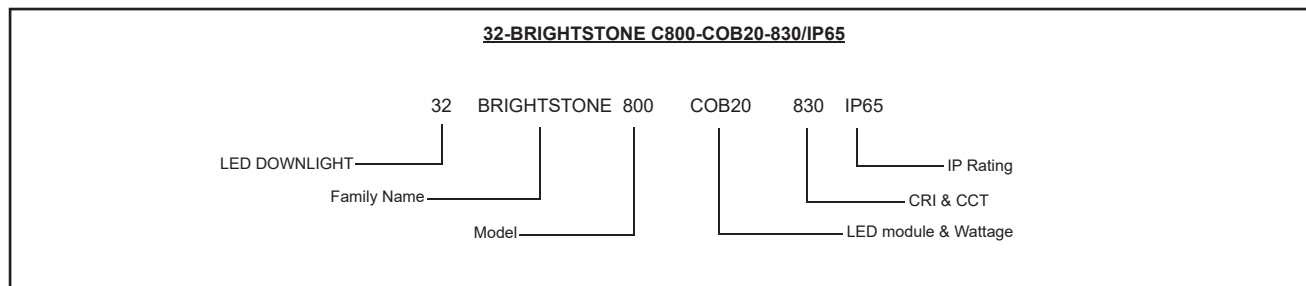 32-BRIGHTSTONE C800-COB20-830/IP65
32 BRIGHTSTONE 800 COB20 830 IP65
LED DOWNLIGHT
IP Rating
Family Name
CRI & CCT
Model
LED module & Wattage